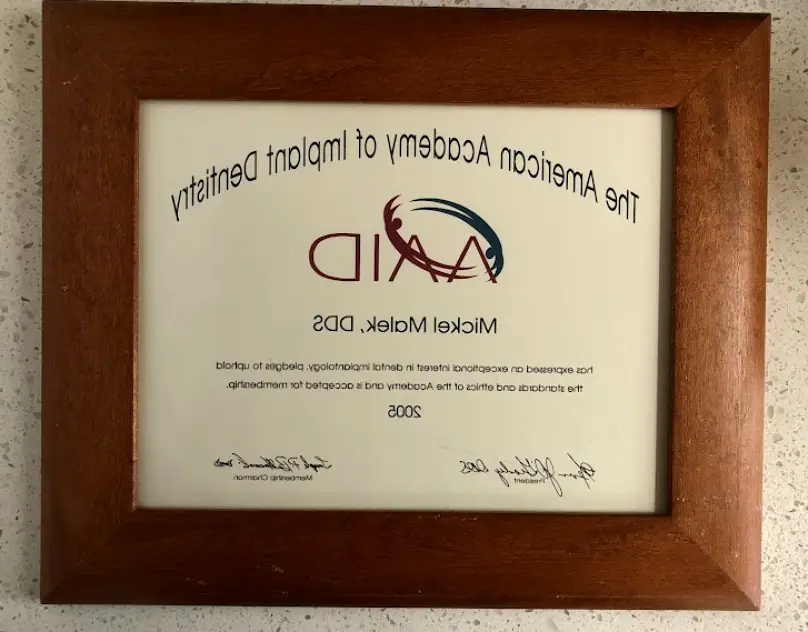 The American Academy of Implant Dentistry
AAID
Mickel Malek, DDS
has expressed an exceptional interest in dental implantology, pledges to uphold
the standards and ethics of the Academy and is accepted for membership.
2005
President
Membership Chairman